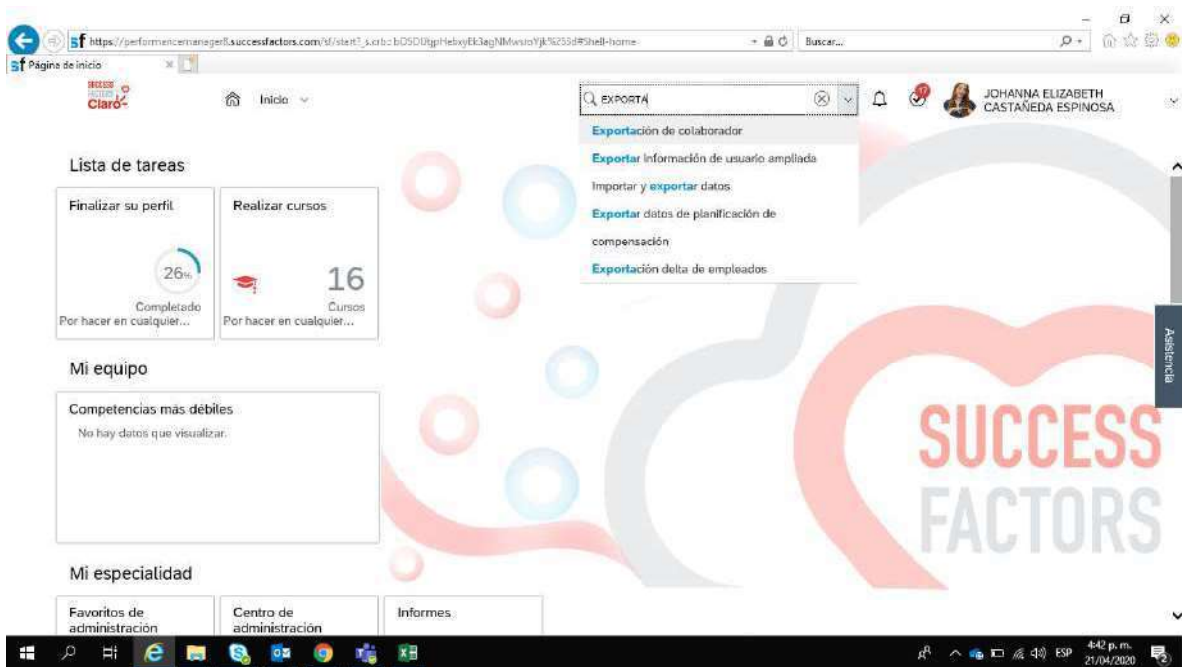 Buscar...
Página de inicio
SUCCESS
FACTORS
Claro-
Inicio
EXPORTA
17
JOHANNA ELIZABETH
CASTAÑEDA ESPINOSA
Exportación de colaborador
Exportar información de usuario ampliada
Importar y exportar datos
Exportar datos de planificación de
compensación
Exportación delta de empleados
Lista de tareas
Finalizar su perfil
Realizar cursos
26%
16
Completado
Cursos
Por hacer en cualquier...
Por hacer en cualquier...
Asistencia
Mi equipo
Competencias más débiles
No hay datos que visualizar.
SUCCESS
FACTORS
Mi especialidad
Favoritos de
administración
Centro de
administración
Informes
ESP
4:42 p. m.
21/04/2020